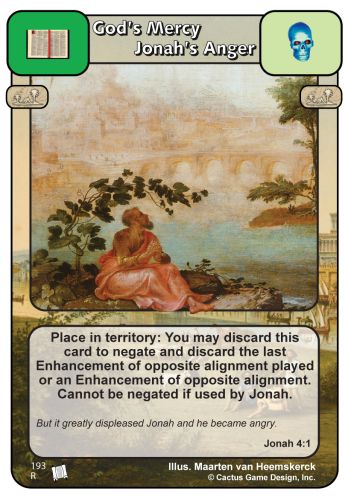 God's Mercy
Jonah's Anger
Place in territory: You may discard this
card to negate and discard the last
Enhancement of opposite alignment played
or an Enhancement of opposite alignment.
Cannot be negated if used by Jonah.
But it greatly displeased Jonah and he became angry.
Jonah 4:1
193
R
Illus. Maarten van Heemskerck
© Cactus Game Design, Inc.